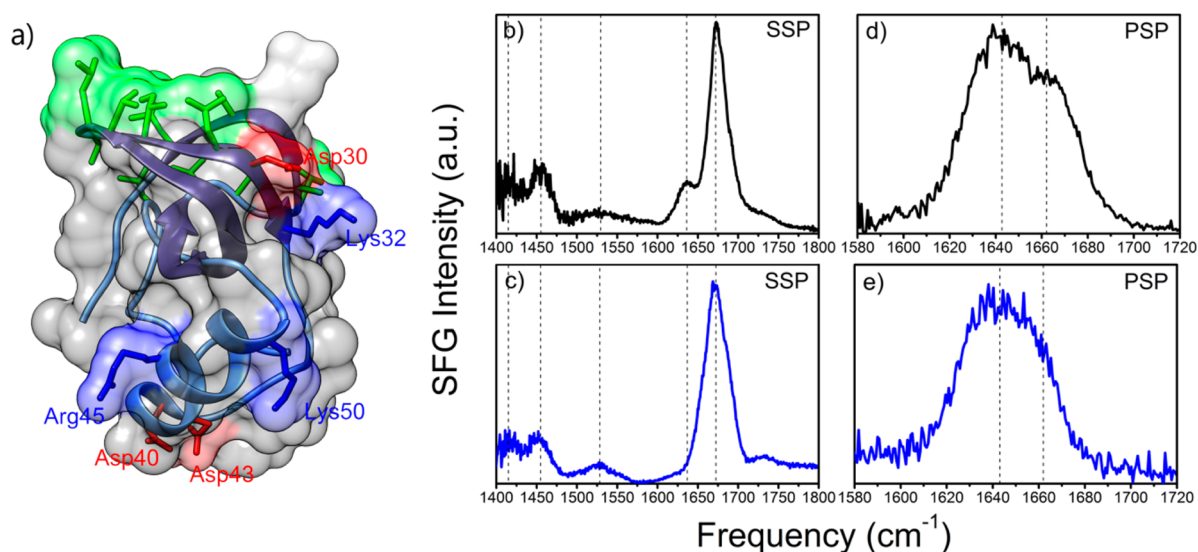 a)
Asp30
Lys32
Arg45
Lys50
Asp40
Asp43
SFG Intensity (a.u.)
b)
SSP
1400 1450 1500 1550 1600 1650 1700 1750 1800
c)
SSP
1400 1450 1500 1550 1600 1650 1700 1750 1800
d)
PSP
1580 1600 1620 1640 1660 1680 1700 1720
e)
PSP
1580 1600 1620 1640 1660 1680 1700 1720
Frequency (cm⁻¹)